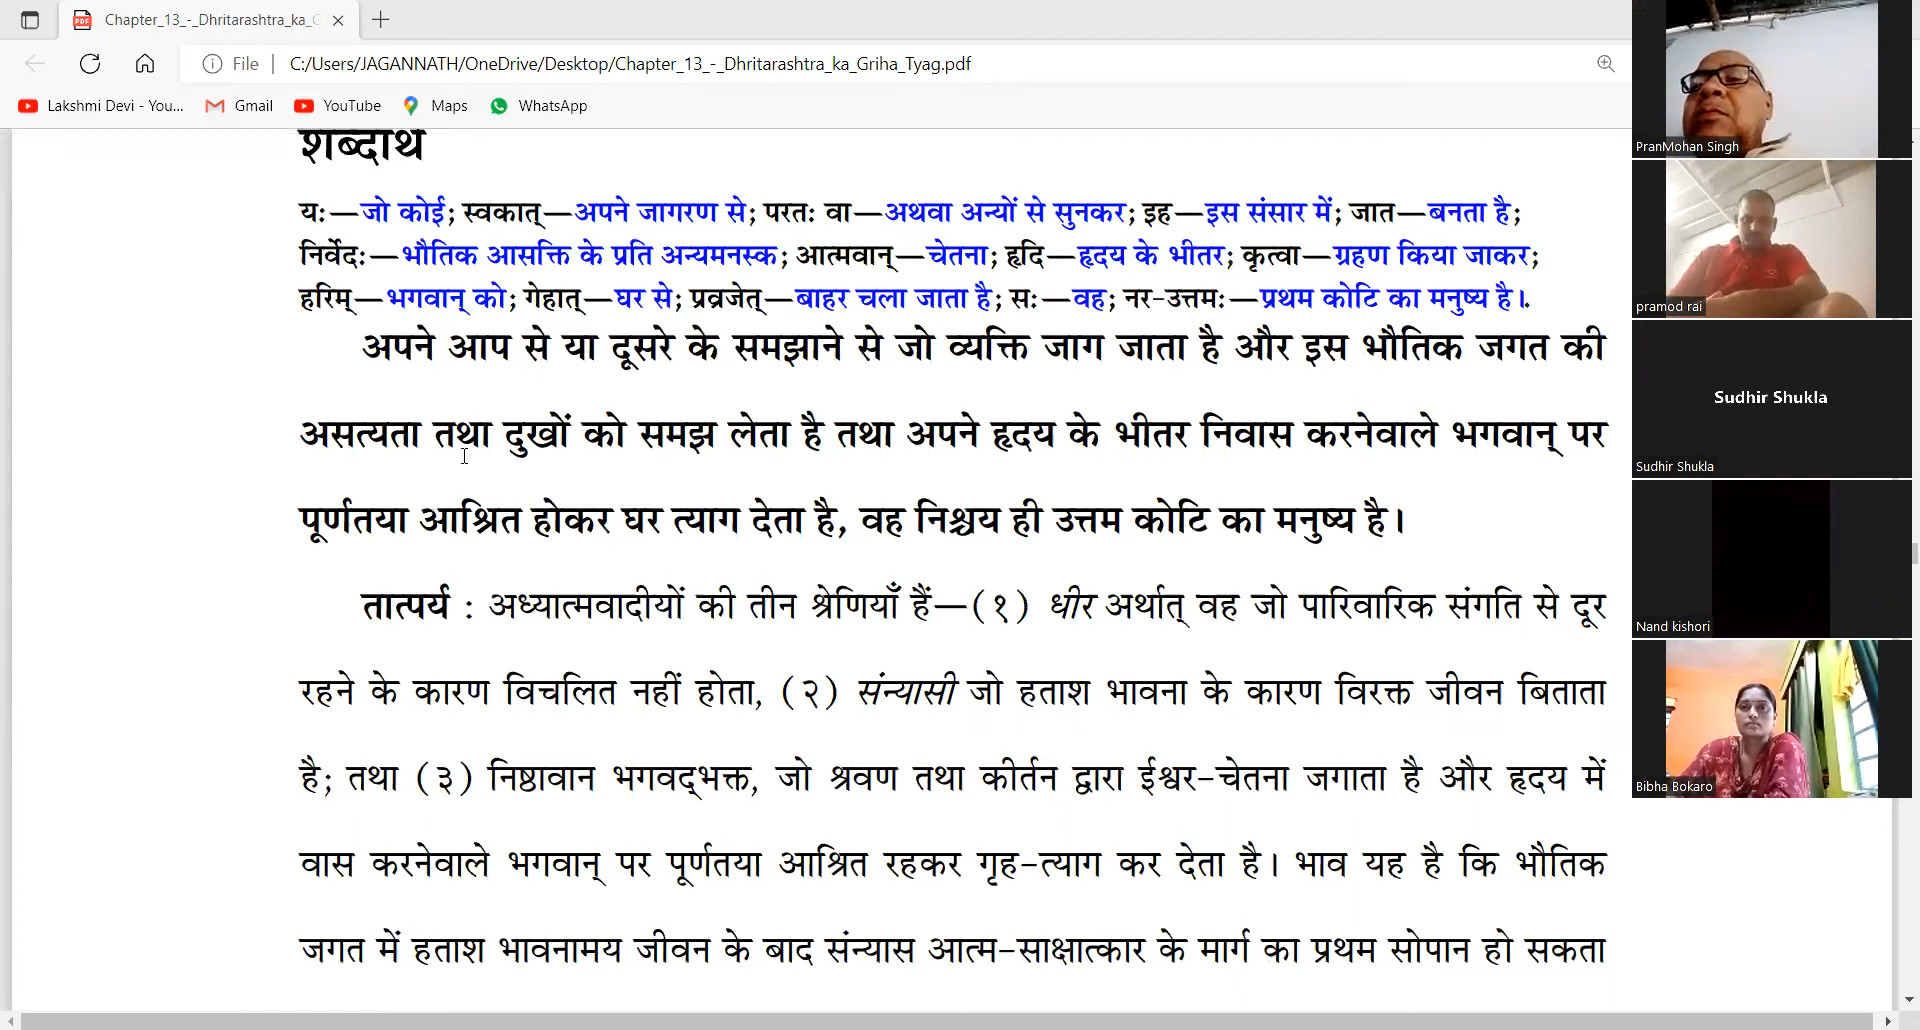 Chapter_13_-_Dhritarashtra_ka_G
File
C:/Users/JAGANNATH/OneDrive/Desktop/Chapter_13_-_Dhritarashtra_ka_Griha_Tyag.pdf
Lakshmi Devi - You... Gmail YouTube Maps WhatsApp
शब्दार्थ
यः—जो कोई; स्वकात्—अपने जागरण से; परतः वा—अथवा अन्यों से सुनकर; इह—इस संसार में; जात—बनता है;
निर्वेदः—भौतिक आसक्ति के प्रति अन्यमनस्क; आत्मवान्—चेतना; हृदि—हृदय के भीतर; कृत्वा—ग्रहण किया जाकर;
हरिम्—भगवान् को; गेहात्—घर से; प्रव्रजेत्—बाहर चला जाता है; सः—वह; नर-उत्तमः—प्रथम कोटि का मनुष्य है।.
अपने आप से या दूसरे के समझाने से जो व्यक्ति जाग जाता है और इस भौतिक जगत की
असत्यता तथा दुखों को समझ लेता है तथा अपने हृदय के भीतर निवास करनेवाले भगवान् पर
पूर्णतया आश्रित होकर घर त्याग देता है, वह निश्चय ही उत्तम कोटि का मनुष्य है।
तात्पर्य : अध्यात्मवादीयों की तीन श्रेणियाँ हैं—(१) धीर अर्थात् वह जो पारिवारिक संगति से दूर
रहने के कारण विचलित नहीं होता, (२) संन्यासी जो हताश भावना के कारण विरक्त जीवन बिताता
है; तथा (३) निष्ठावान भगवद्भक्त, जो श्रवण तथा कीर्तन द्वारा ईश्वर-चेतना जगाता है और हृदय में
वास करनेवाले भगवान् पर पूर्णतया आश्रित रहकर गृह-त्याग कर देता है। भाव यह है कि भौतिक
जगत में हताश भावनामय जीवन के बाद संन्यास आत्म-साक्षात्कार के मार्ग का प्रथम सोपान हो सकता
PranMohan Singh
pramod rai
Sudhir Shukla
Sudhir Shukla
Nand kishori
Bibha Bokaro